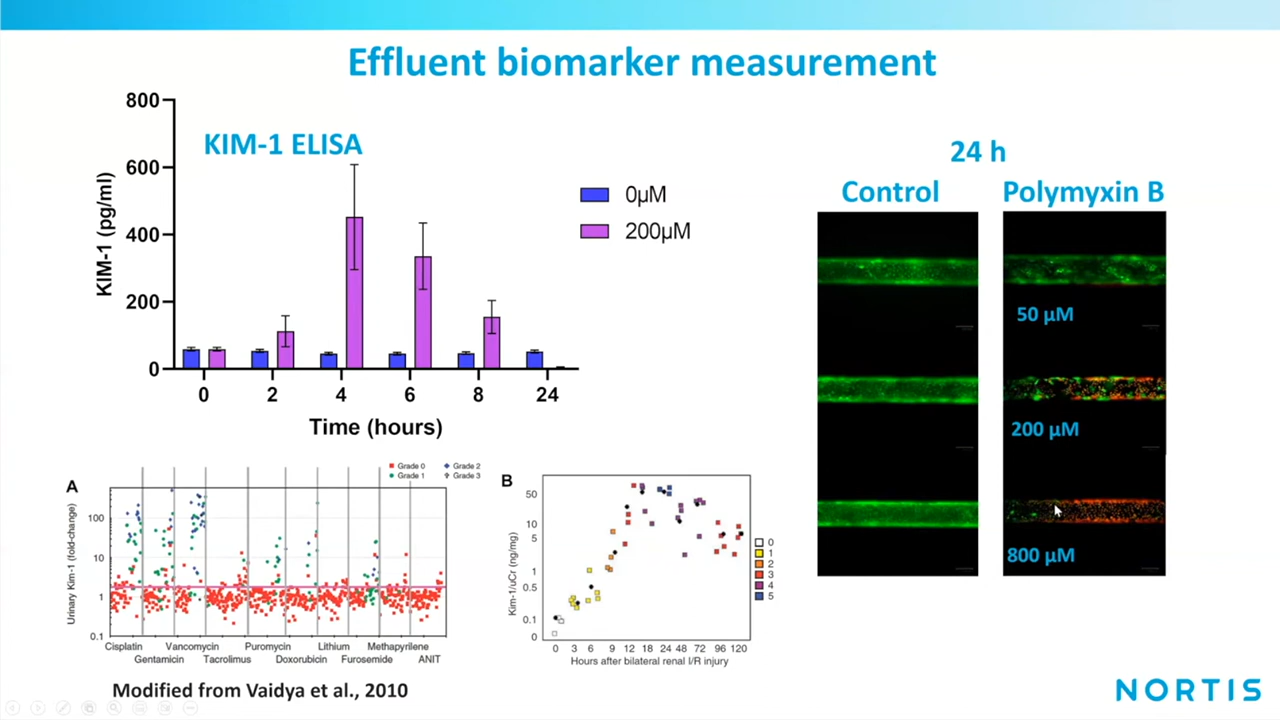 Effluent biomarker measurement
KIM-1 ELISA
800
600
400
200
0
KIM-1 (pg/ml)
0 2 4 6 8 24
Time (hours)
0µM
200µM
24 h
Control Polymyxin B
50 µM
200 µM
800 µM
A
Grade 0 Grade 2
Grade 1 Grade 3
Urinary Kim-1 (fold-change)
100
10
1
0.1
Cisplatin Vancomycin Puromycin Lithium Methapyrilene
Gentamicin Tacrolimus Doxorubicin Furosemide ANIT
B
Kim-1/uCr (ng/mg)
50
10
5
1
0.5
0.1
0
0 3 6 9 12 18 24 48 72 96 120
Hours after bilateral renal I/R injury
0
1
2
3
4
5
Modified from Vaidya et al., 2010
NORTIS